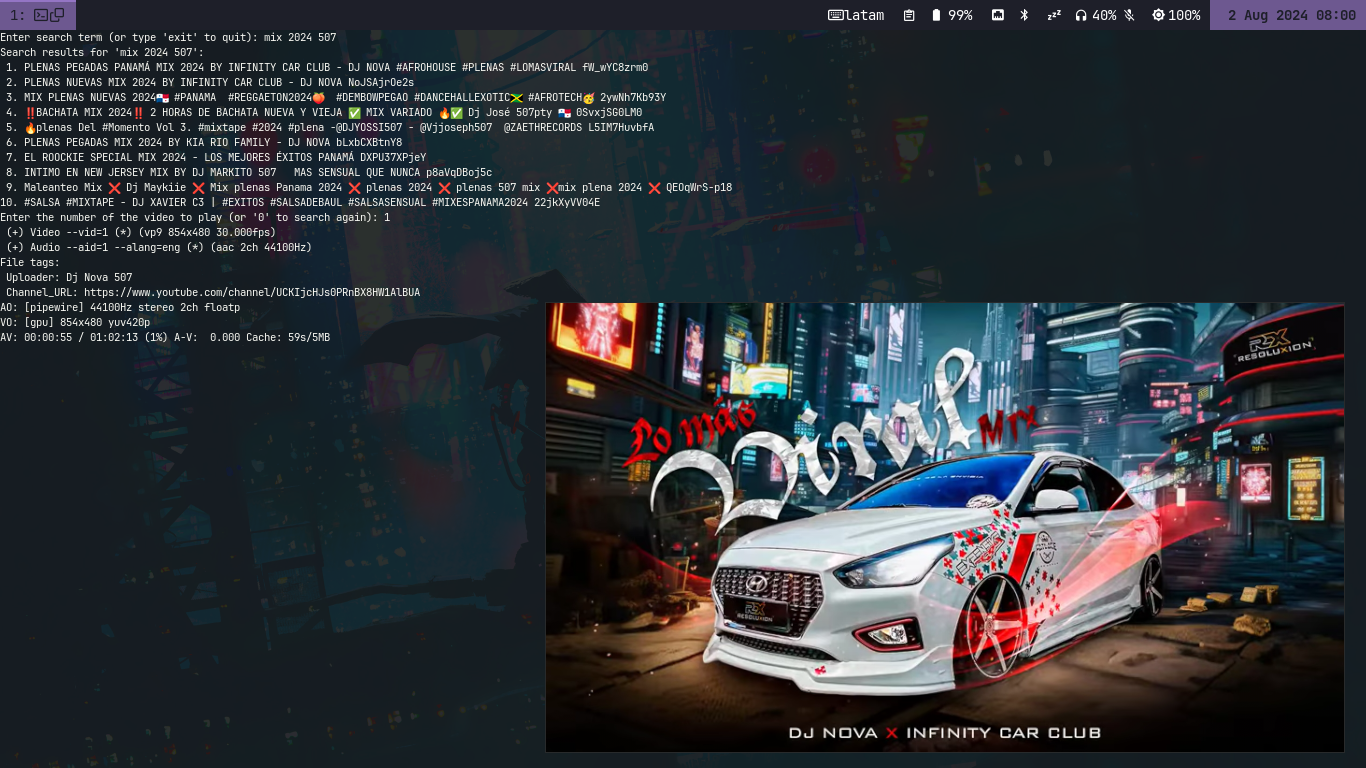 1:
latam 99% zzz 40% 100% 2 Aug 2024 08:00
Enter search term (or type 'exit' to quit): mix 2024 507
Search results for 'mix 2024 507':
1. PLENAS PEGADAS PANAMÁ MIX 2024 BY INFINITY CAR CLUB - DJ NOVA #AFROHOUSE #PLENAS #LOMASVIRAL fW_wYC8zrm0
2. PLENAS NUEVAS MIX 2024 BY INFINITY CAR CLUB - DJ NOVA NoJSAjrOe2s
3. MIX PLENAS NUEVAS 2024🇵🇦 #PANAMA #REGGAETON2024🍑 #DEMBOWPEGAO #DANCEHALLEXOTIC🇯🇲 #AFROTECH🥳 2ywNh7Kb93Y
4. ‼️BACHATA MIX 2024‼️ 2 HORAS DE BACHATA NUEVA Y VIEJA ✅ MIX VARIADO 🔥✅ Dj José 507pty 🇵🇦 0SvxjSG0LM0
5. 🔥plenas Del #Momento Vol 3. #mixtape #2024 #plena -@DJYOSSI507 - @Vjjoseph507 @ZAETHRECORDS L5IM7HuvbfA
6. PLENAS PEGADAS MIX 2024 BY KIA RIO FAMILY - DJ NOVA bLxbCXBtnY8
7. EL ROOCKIE SPECIAL MIX 2024 - LOS MEJORES ÉXITOS PANAMÁ DXPU37XPjeY
8. INTIMO EN NEW JERSEY MIX BY DJ MARKITO 507 MAS SENSUAL QUE NUNCA p8aVqDBoj5c
9. Maleanteo Mix ❌ Dj Maykiie ❌ Mix plenas Panama 2024 ❌ plenas 2024 ❌ plenas 507 mix ❌mix plena 2024 ❌ QEOqWrS-p18
10. #SALSA #MIXTAPE - DJ XAVIER C3 | #EXITOS #SALSADEBAUL #SALSASENSUAL #MIXESPANAMA2024 22jkXyVV04E
Enter the number of the video to play (or '0' to search again): 1
(+) Video --vid=1 (*) (vp9 854x480 30.000fps)
(+) Audio --aid=1 --alang=eng (*) (aac 2ch 44100Hz)
File tags:
Uploader: Dj Nova 507
Channel_URL: https://www.youtube.com/channel/UCKIjcHJs0PRnBX8HW1AlBUA
AO: [pipewire] 44100Hz stereo 2ch floatp
VO: [gpu] 854x480 yuv420p
AV: 00:00:55 / 01:02:13 (1%) A-V: 0.000 Cache: 59s/5MB
RX
RESOLUXION
Lo más
Viral
Mix
RX
RESOLUXION
DJ NOVA X INFINITY CAR CLUB